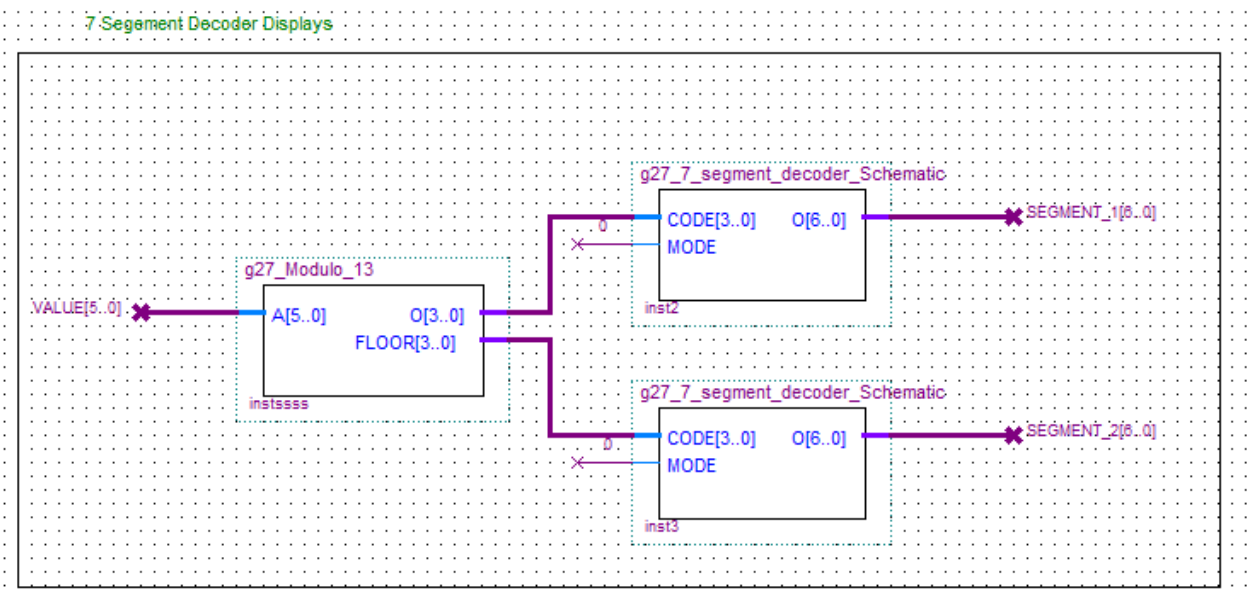 7 Segement Decoder Displays
g27_7_segment_decoder_Schematic
CODE[3..0] O[6..0]
MODE
0
inst2
SEGMENT_1[6..0]
g27_Modulo_13
VALUE[5..0]
A[5..0] O[3..0]
FLOOR[3..0]
instssss
g27_7_segment_decoder_Schematic
CODE[3..0] O[6..0]
MODE
0
inst3
SEGMENT_2[6..0]